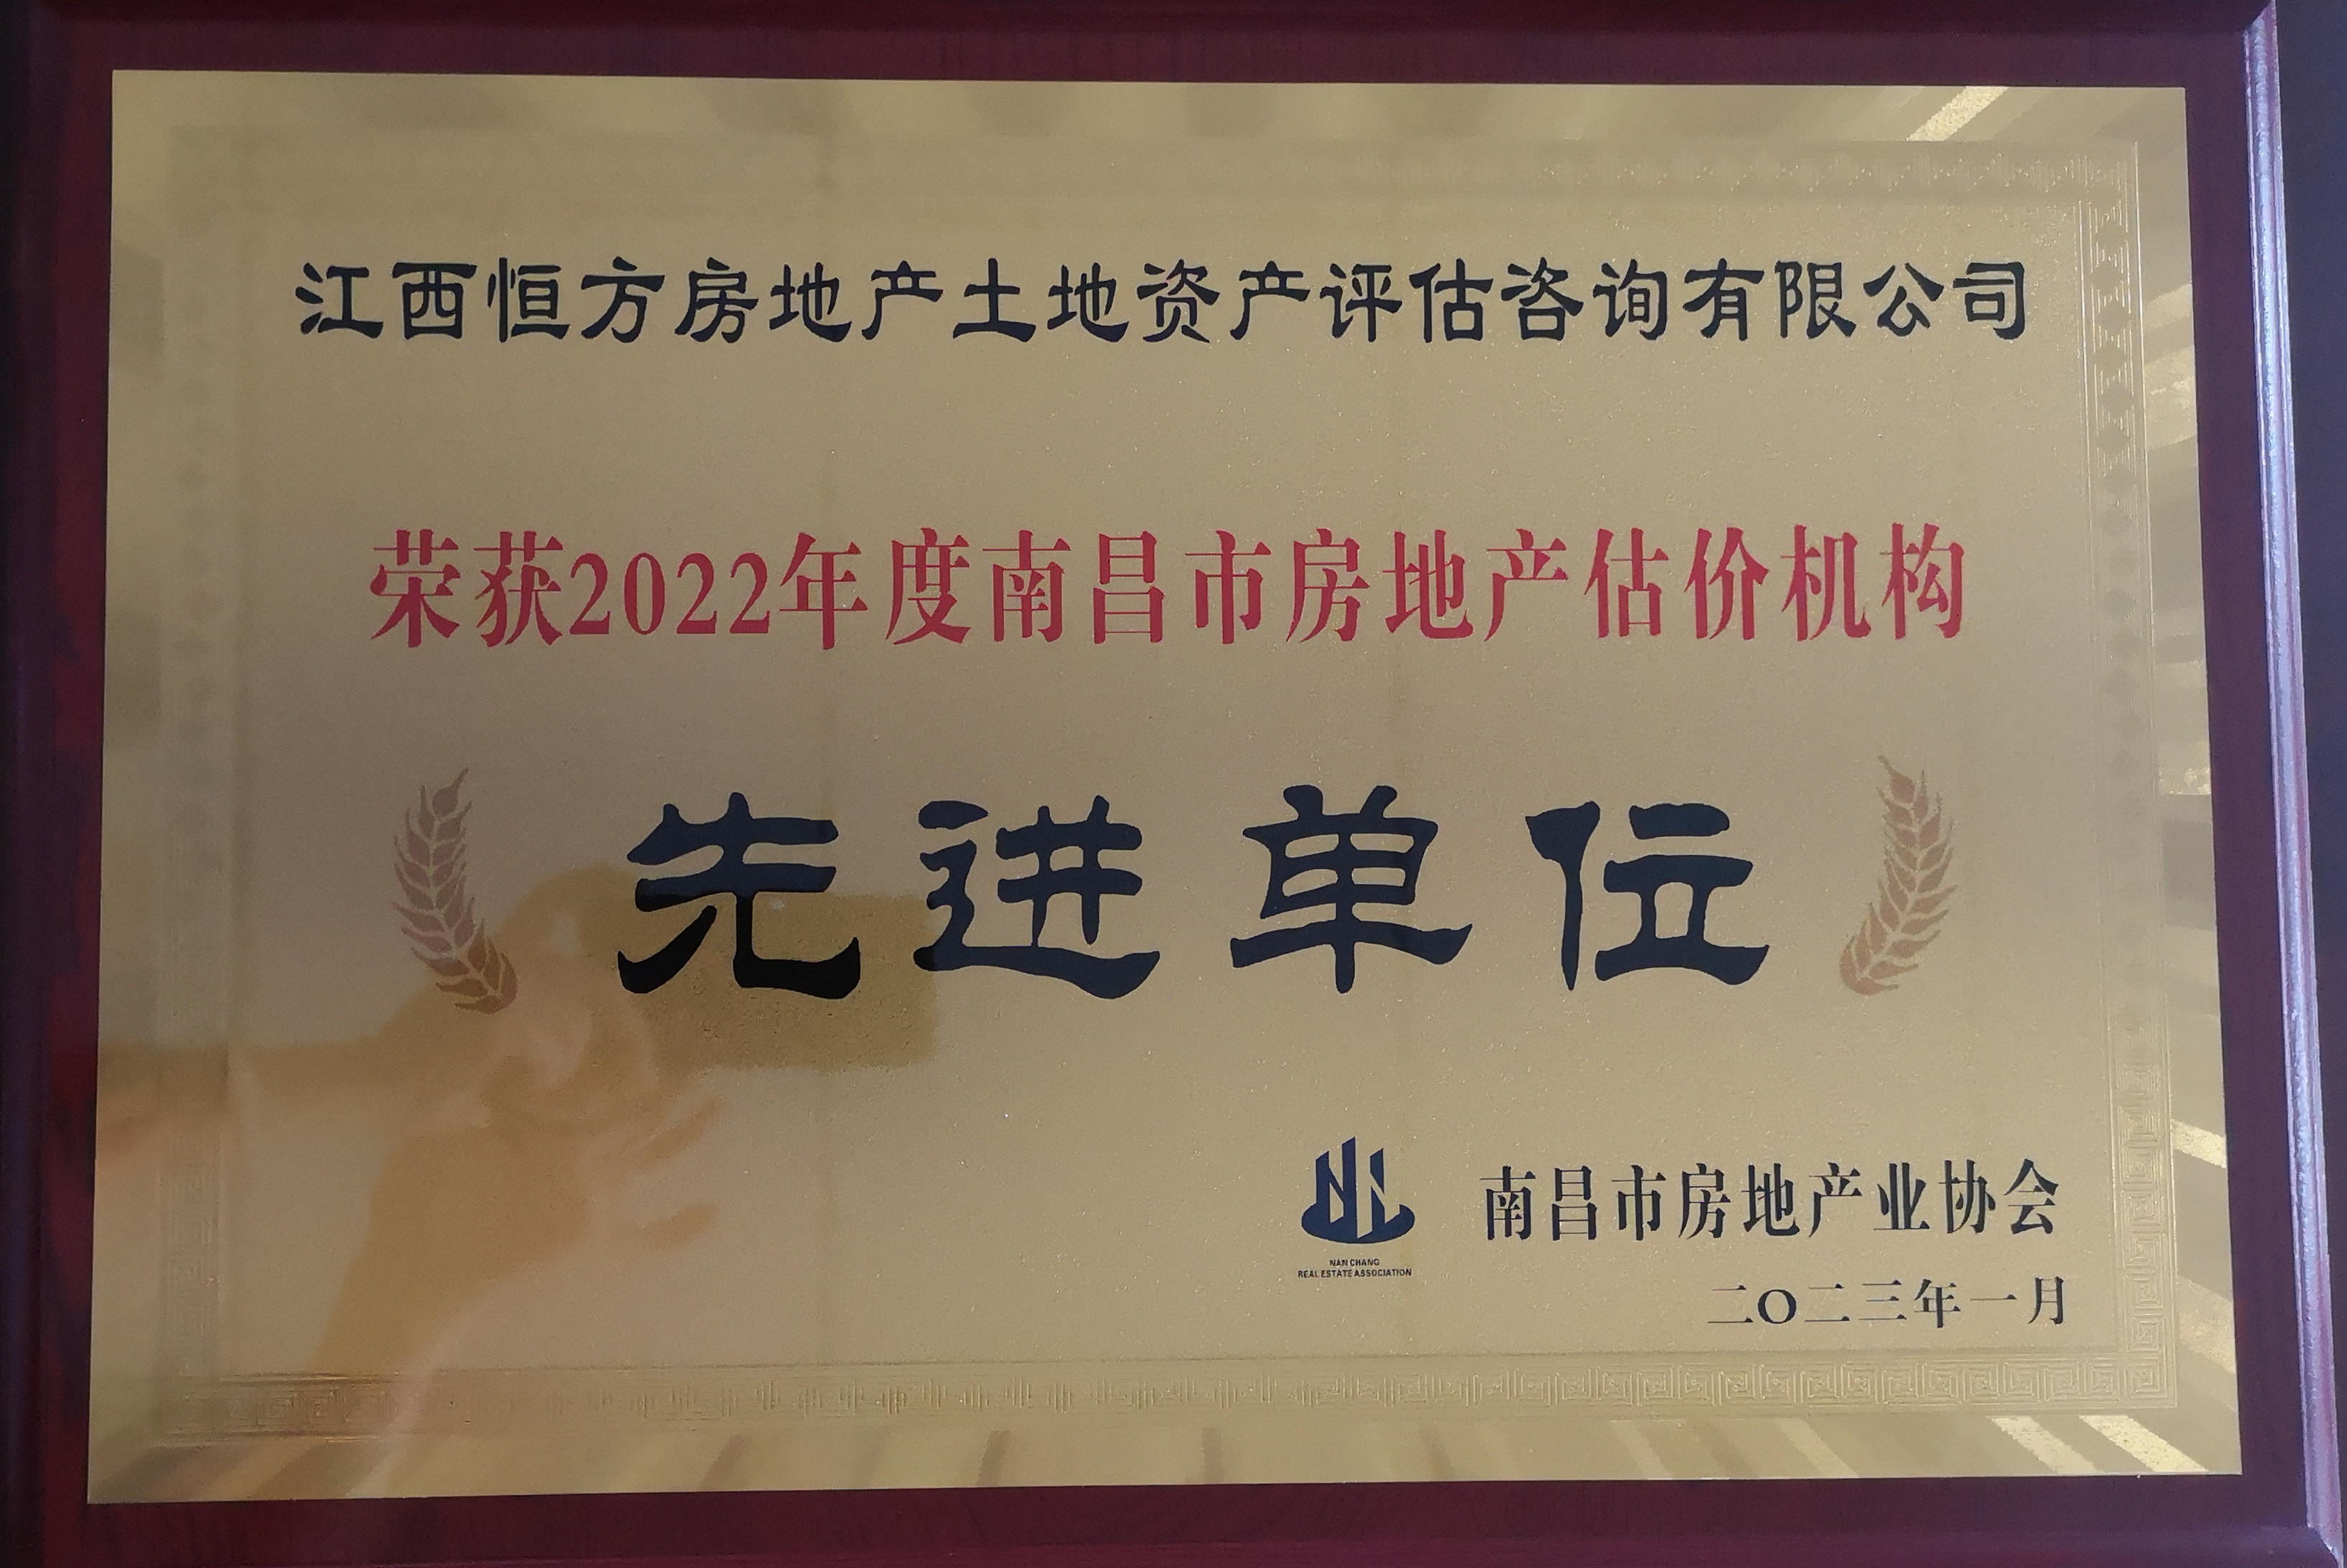 江西恒方房地产土地资产评估咨询有限公司
荣获2022年度南昌市房地产估价机构
先进单位
南昌市房地产业协会
NAN CHANG
REAL ESTATE ASSOCIATION
二〇二三年一月